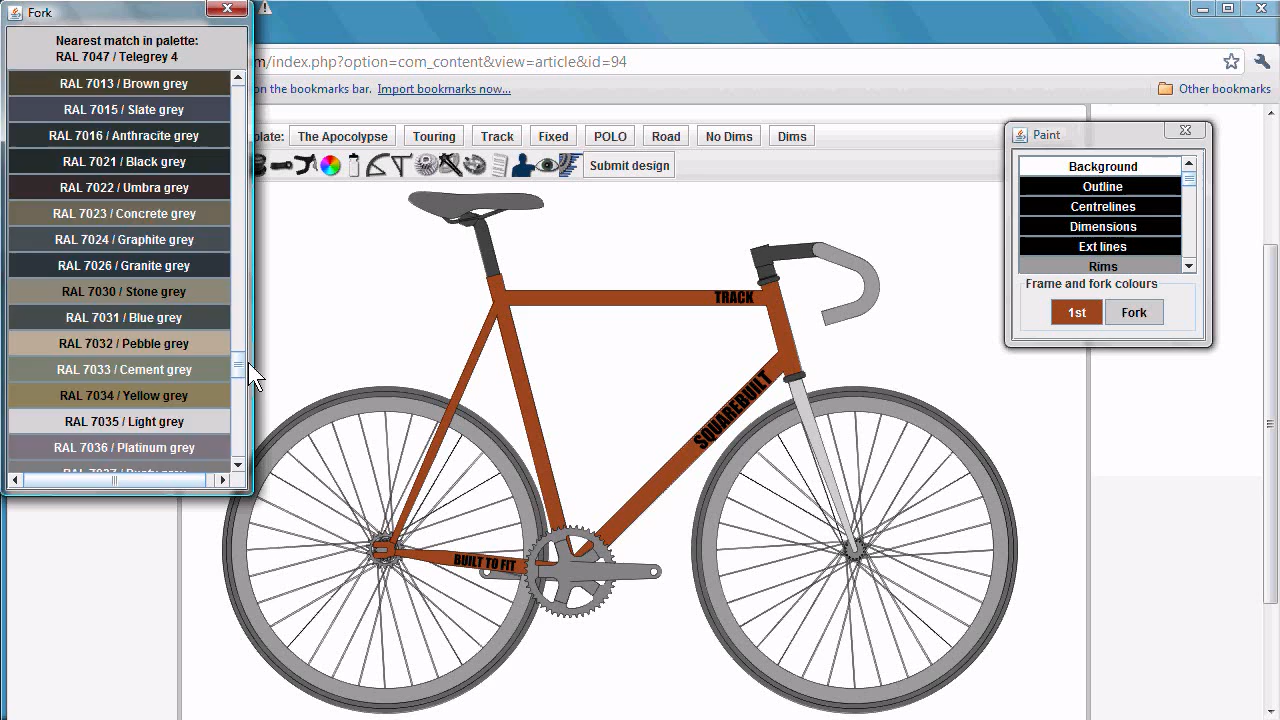 Fork
Nearest match in palette:
RAL 7047 / Telegrey 4
RAL 7013 / Brown grey
RAL 7015 / Slate grey
RAL 7016 / Anthracite grey
RAL 7021 / Black grey
RAL 7022 / Umbra grey
RAL 7023 / Concrete grey
RAL 7024 / Graphite grey
RAL 7026 / Granite grey
RAL 7030 / Stone grey
RAL 7031 / Blue grey
RAL 7032 / Pebble grey
RAL 7033 / Cement grey
RAL 7034 / Yellow grey
RAL 7035 / Light grey
RAL 7036 / Platinum grey
m/index.php?option=com_content&view=article&id=94
on the bookmarks bar. Import bookmarks now...
Other bookmarks
plate: The Apocolypse Touring Track Fixed POLO Road No Dims Dims
Submit design
Paint
Background
Outline
Centrelines
Dimensions
Ext lines
Rims
Frame and fork colours
1st Fork
TRACK
SQUAREBUILT
BUILT TO FIT